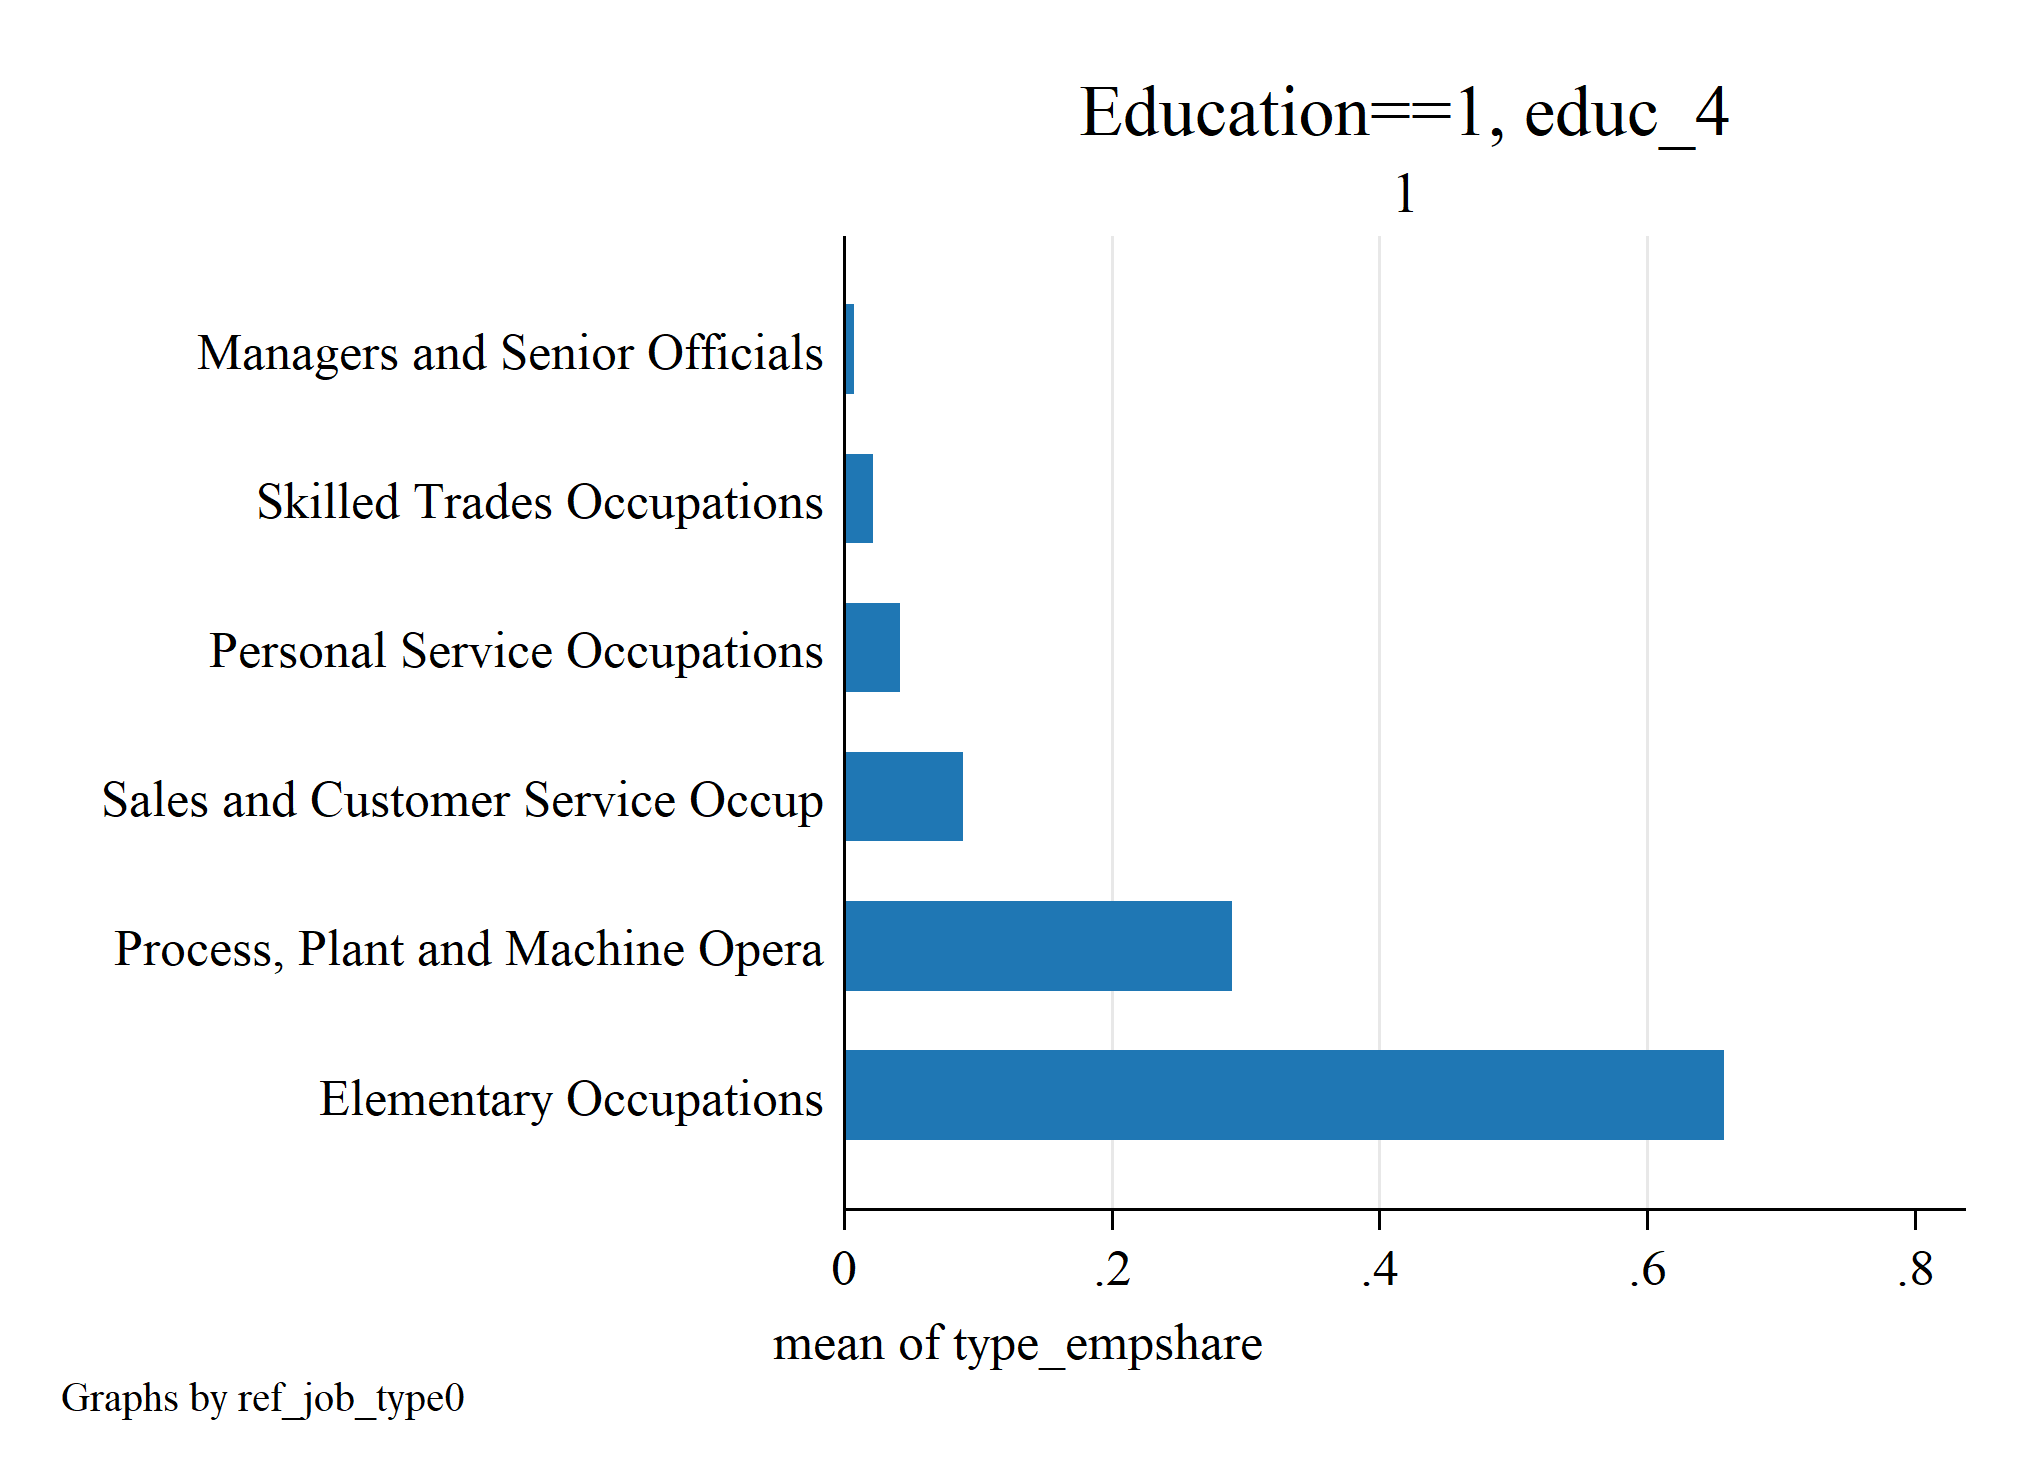 Education==1, educ_4
1
Managers and Senior Officials
Skilled Trades Occupations
Personal Service Occupations
Sales and Customer Service Occup
Process, Plant and Machine Opera
Elementary Occupations
0 .2 .4 .6 .8
mean of type_empshare
Graphs by ref_job_type0